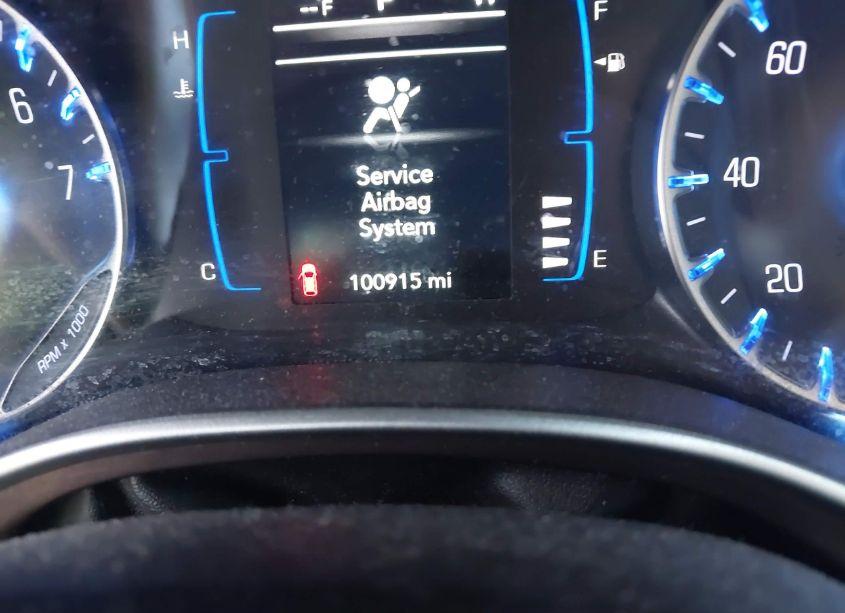 --F P W
H
F
6
60
7
40
Service
Airbag
System
C
E
100915 mi
20
RPM x 1000